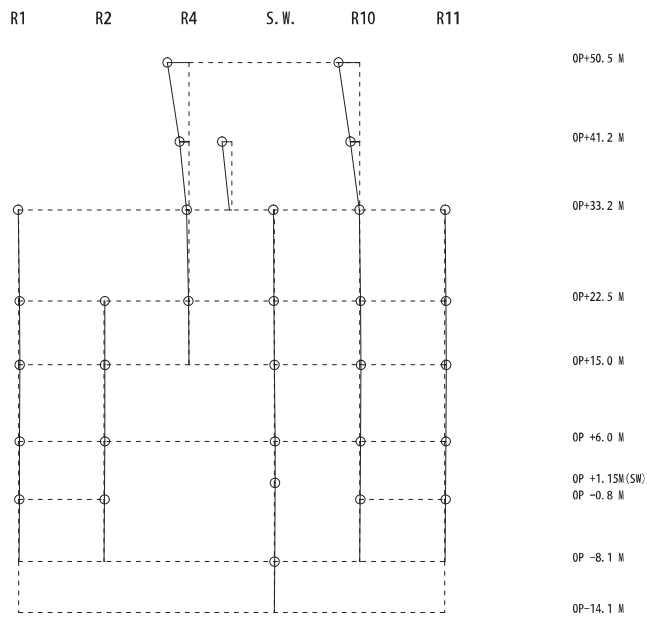 R1 R2 R4 S.W. R10 R11
OP+50.5 M
OP+41.2 M
OP+33.2 M
OP+22.5 M
OP+15.0 M
OP +6.0 M
OP +1.15M(SW)
OP -0.8 M
OP -8.1 M
OP-14.1 M